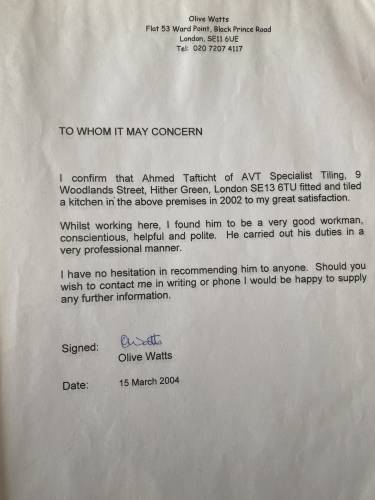 Olive Watts
Flat 53 Ward Point, Black Prince Road
London, SE11 6UE
Tel: 020 7207 4117
TO WHOM IT MAY CONCERN
I confirm that Ahmed Tafticht of AVT Specialist Tiling, 9
Woodlands Street, Hither Green, London SE13 6TU fitted and tiled
a kitchen in the above premises in 2002 to my great satisfaction.
Whilst working here, I found him to be a very good workman,
conscientious, helpful and polite. He carried out his duties in a
very professional manner.
I have no hesitation in recommending him to anyone. Should you
wish to contact me in writing or phone I would be happy to supply
any further information.
Signed: OWatts
Olive Watts
Date: 15 March 2004